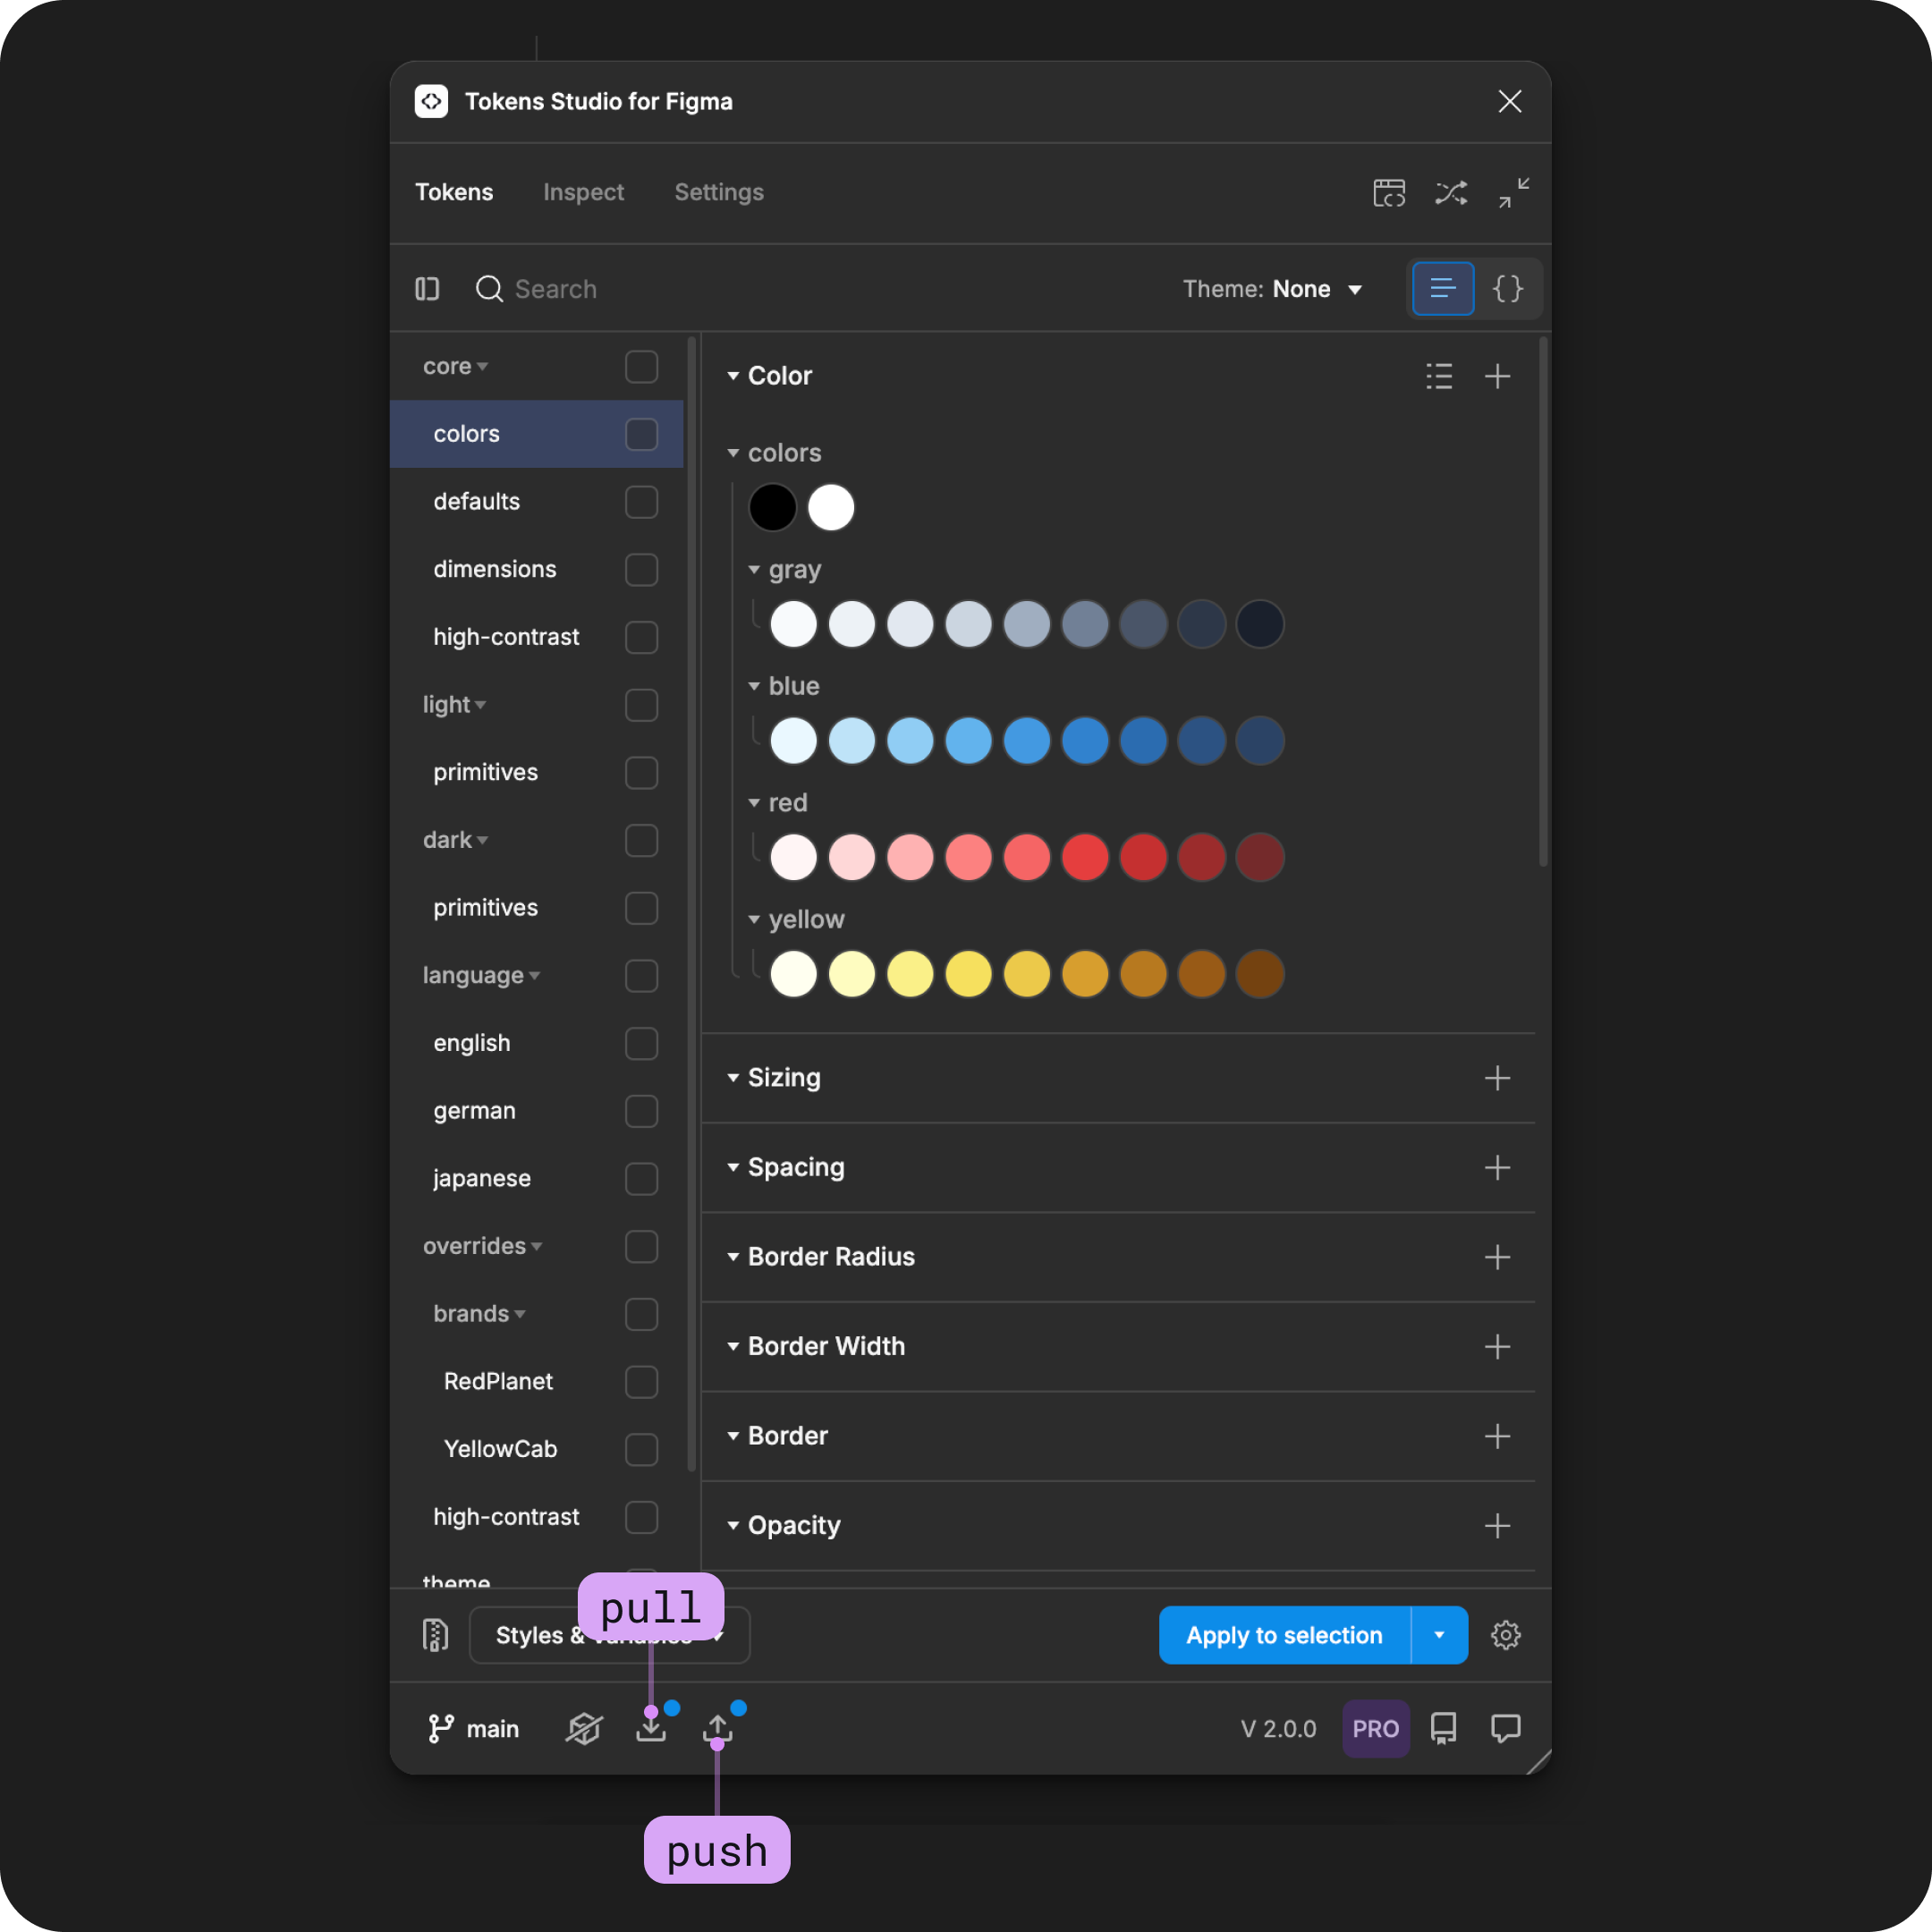 Tokens Studio for Figma
Tokens Inspect Settings
Search Theme: None {}
core
colors
defaults
dimensions
high-contrast
light
primitives
dark
primitives
language
english
german
japanese
overrides
brands
RedPlanet
YellowCab
high-contrast
theme
Color
colors
gray
blue
red
yellow
Sizing
Spacing
Border Radius
Border Width
Border
Opacity
pull
Styles & Variables Apply to selection
main V 2.0.0 PRO
push